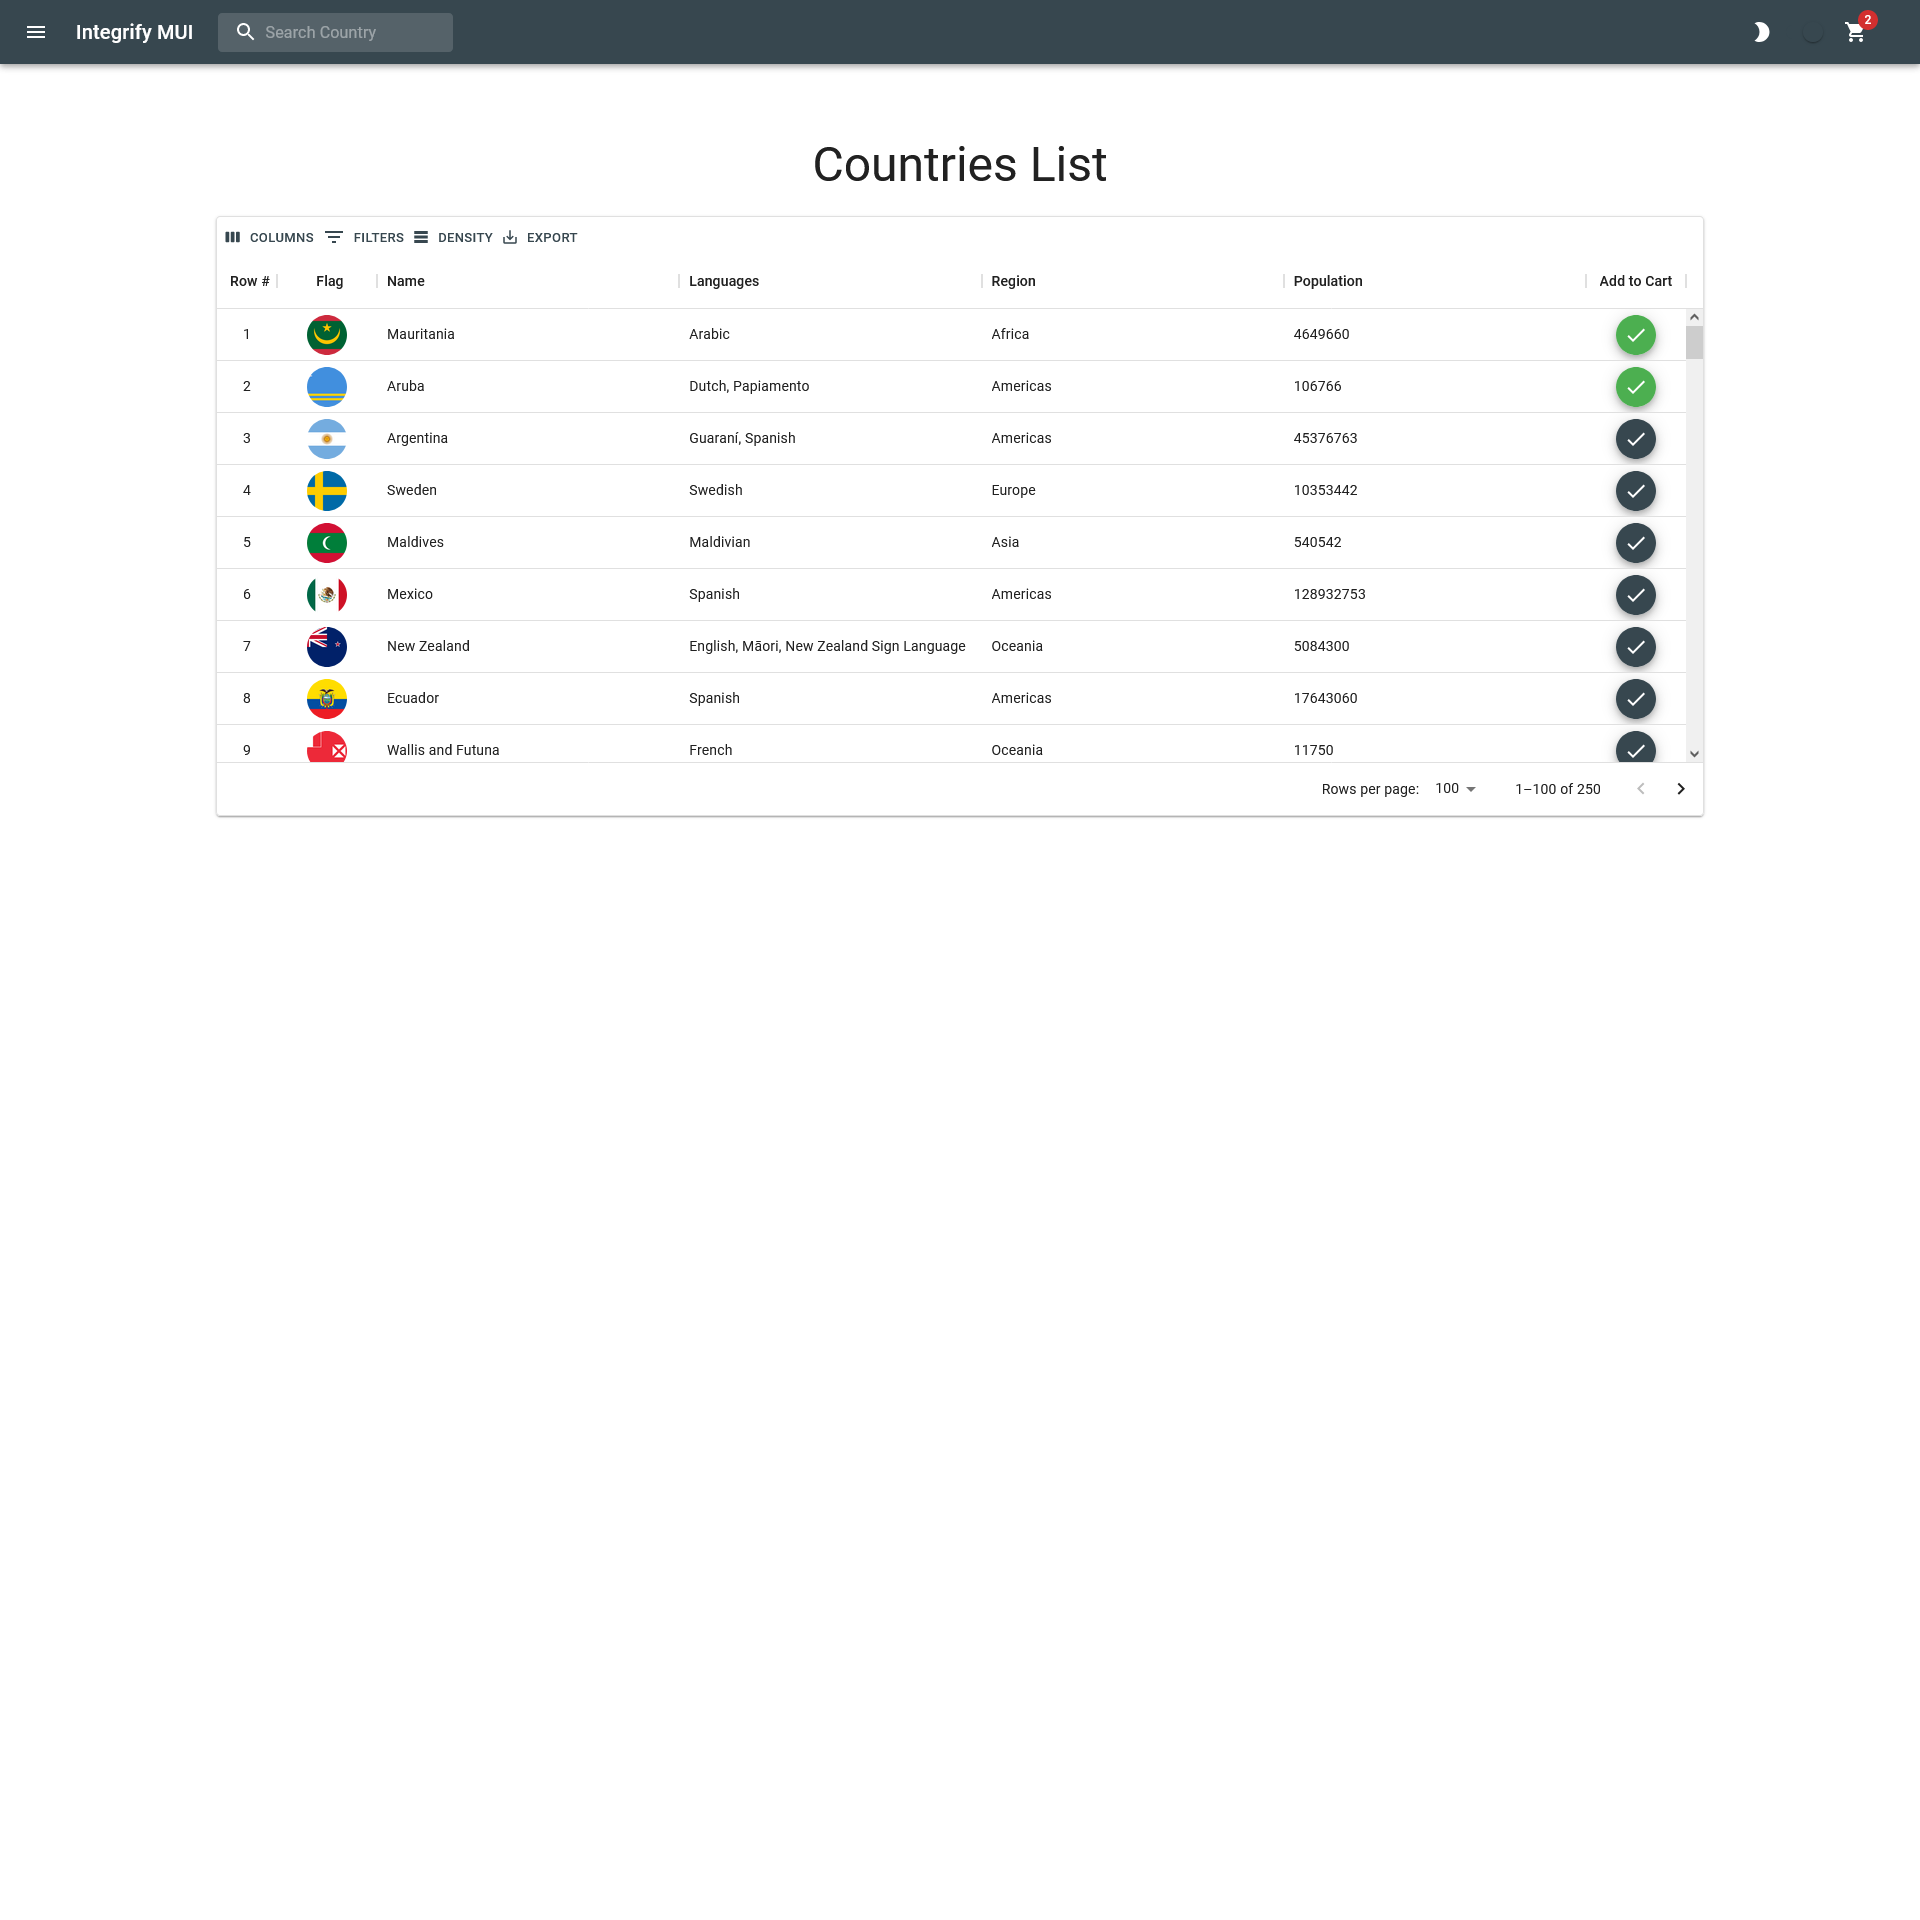 Integrify MUI Search Country 2
Countries List
COLUMNS FILTERS DENSITY EXPORT
Row # Flag Name Languages Region Population Add to Cart
1 Mauritania Arabic Africa 4649660
2 Aruba Dutch, Papiamento Americas 106766
3 Argentina Guaraní, Spanish Americas 45376763
4 Sweden Swedish Europe 10353442
5 Maldives Maldivian Asia 540542
6 Mexico Spanish Americas 128932753
7 New Zealand English, Māori, New Zealand Sign Language Oceania 5084300
8 Ecuador Spanish Americas 17643060
9 Wallis and Futuna French Oceania 11750
Rows per page: 100 1–100 of 250